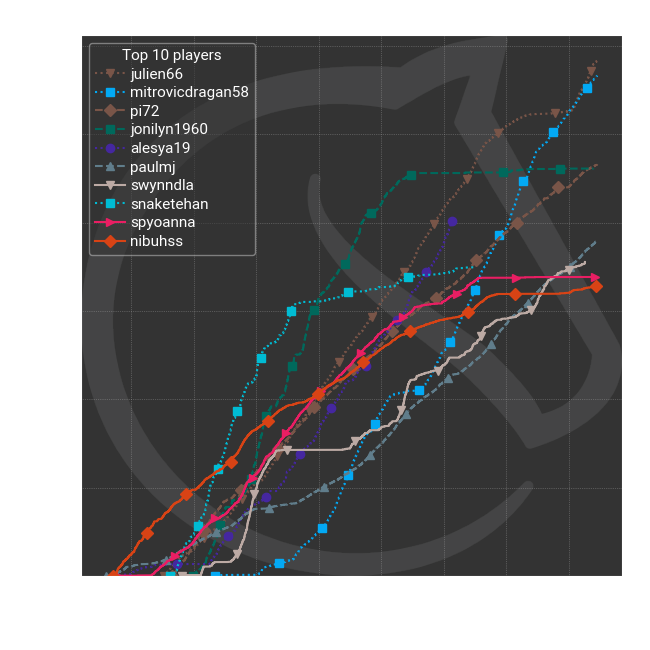 Top 10 players
julien66
mitrovicdragan58
pi72
jonilyn1960
alesya19
paulmj
swynndla
snaketehan
spyoanna
nibuhss